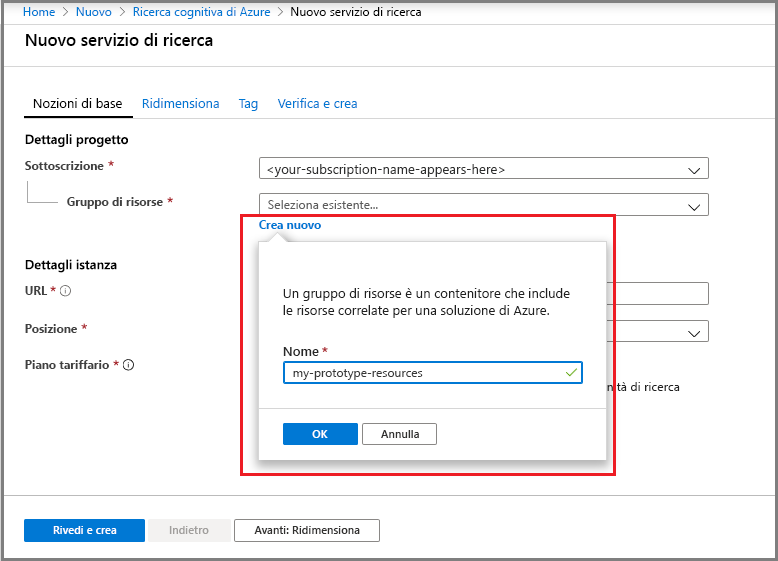 Home > Nuovo > Ricerca cognitiva di Azure > Nuovo servizio di ricerca
Nuovo servizio di ricerca
Nozioni di base Ridimensiona Tag Verifica e crea
Dettagli progetto
Sottoscrizione * <your-subscription-name-appears-here>
Gruppo di risorse * Seleziona esistente...
Crea nuovo
Un gruppo di risorse è un contenitore che include
le risorse correlate per una soluzione di Azure.
Nome *
my-prototype-resources
OK Annulla
Dettagli istanza
URL *
Posizione *
Piano tariffario *
di ricerca
Rivedi e crea Indietro Avanti: Ridimensiona